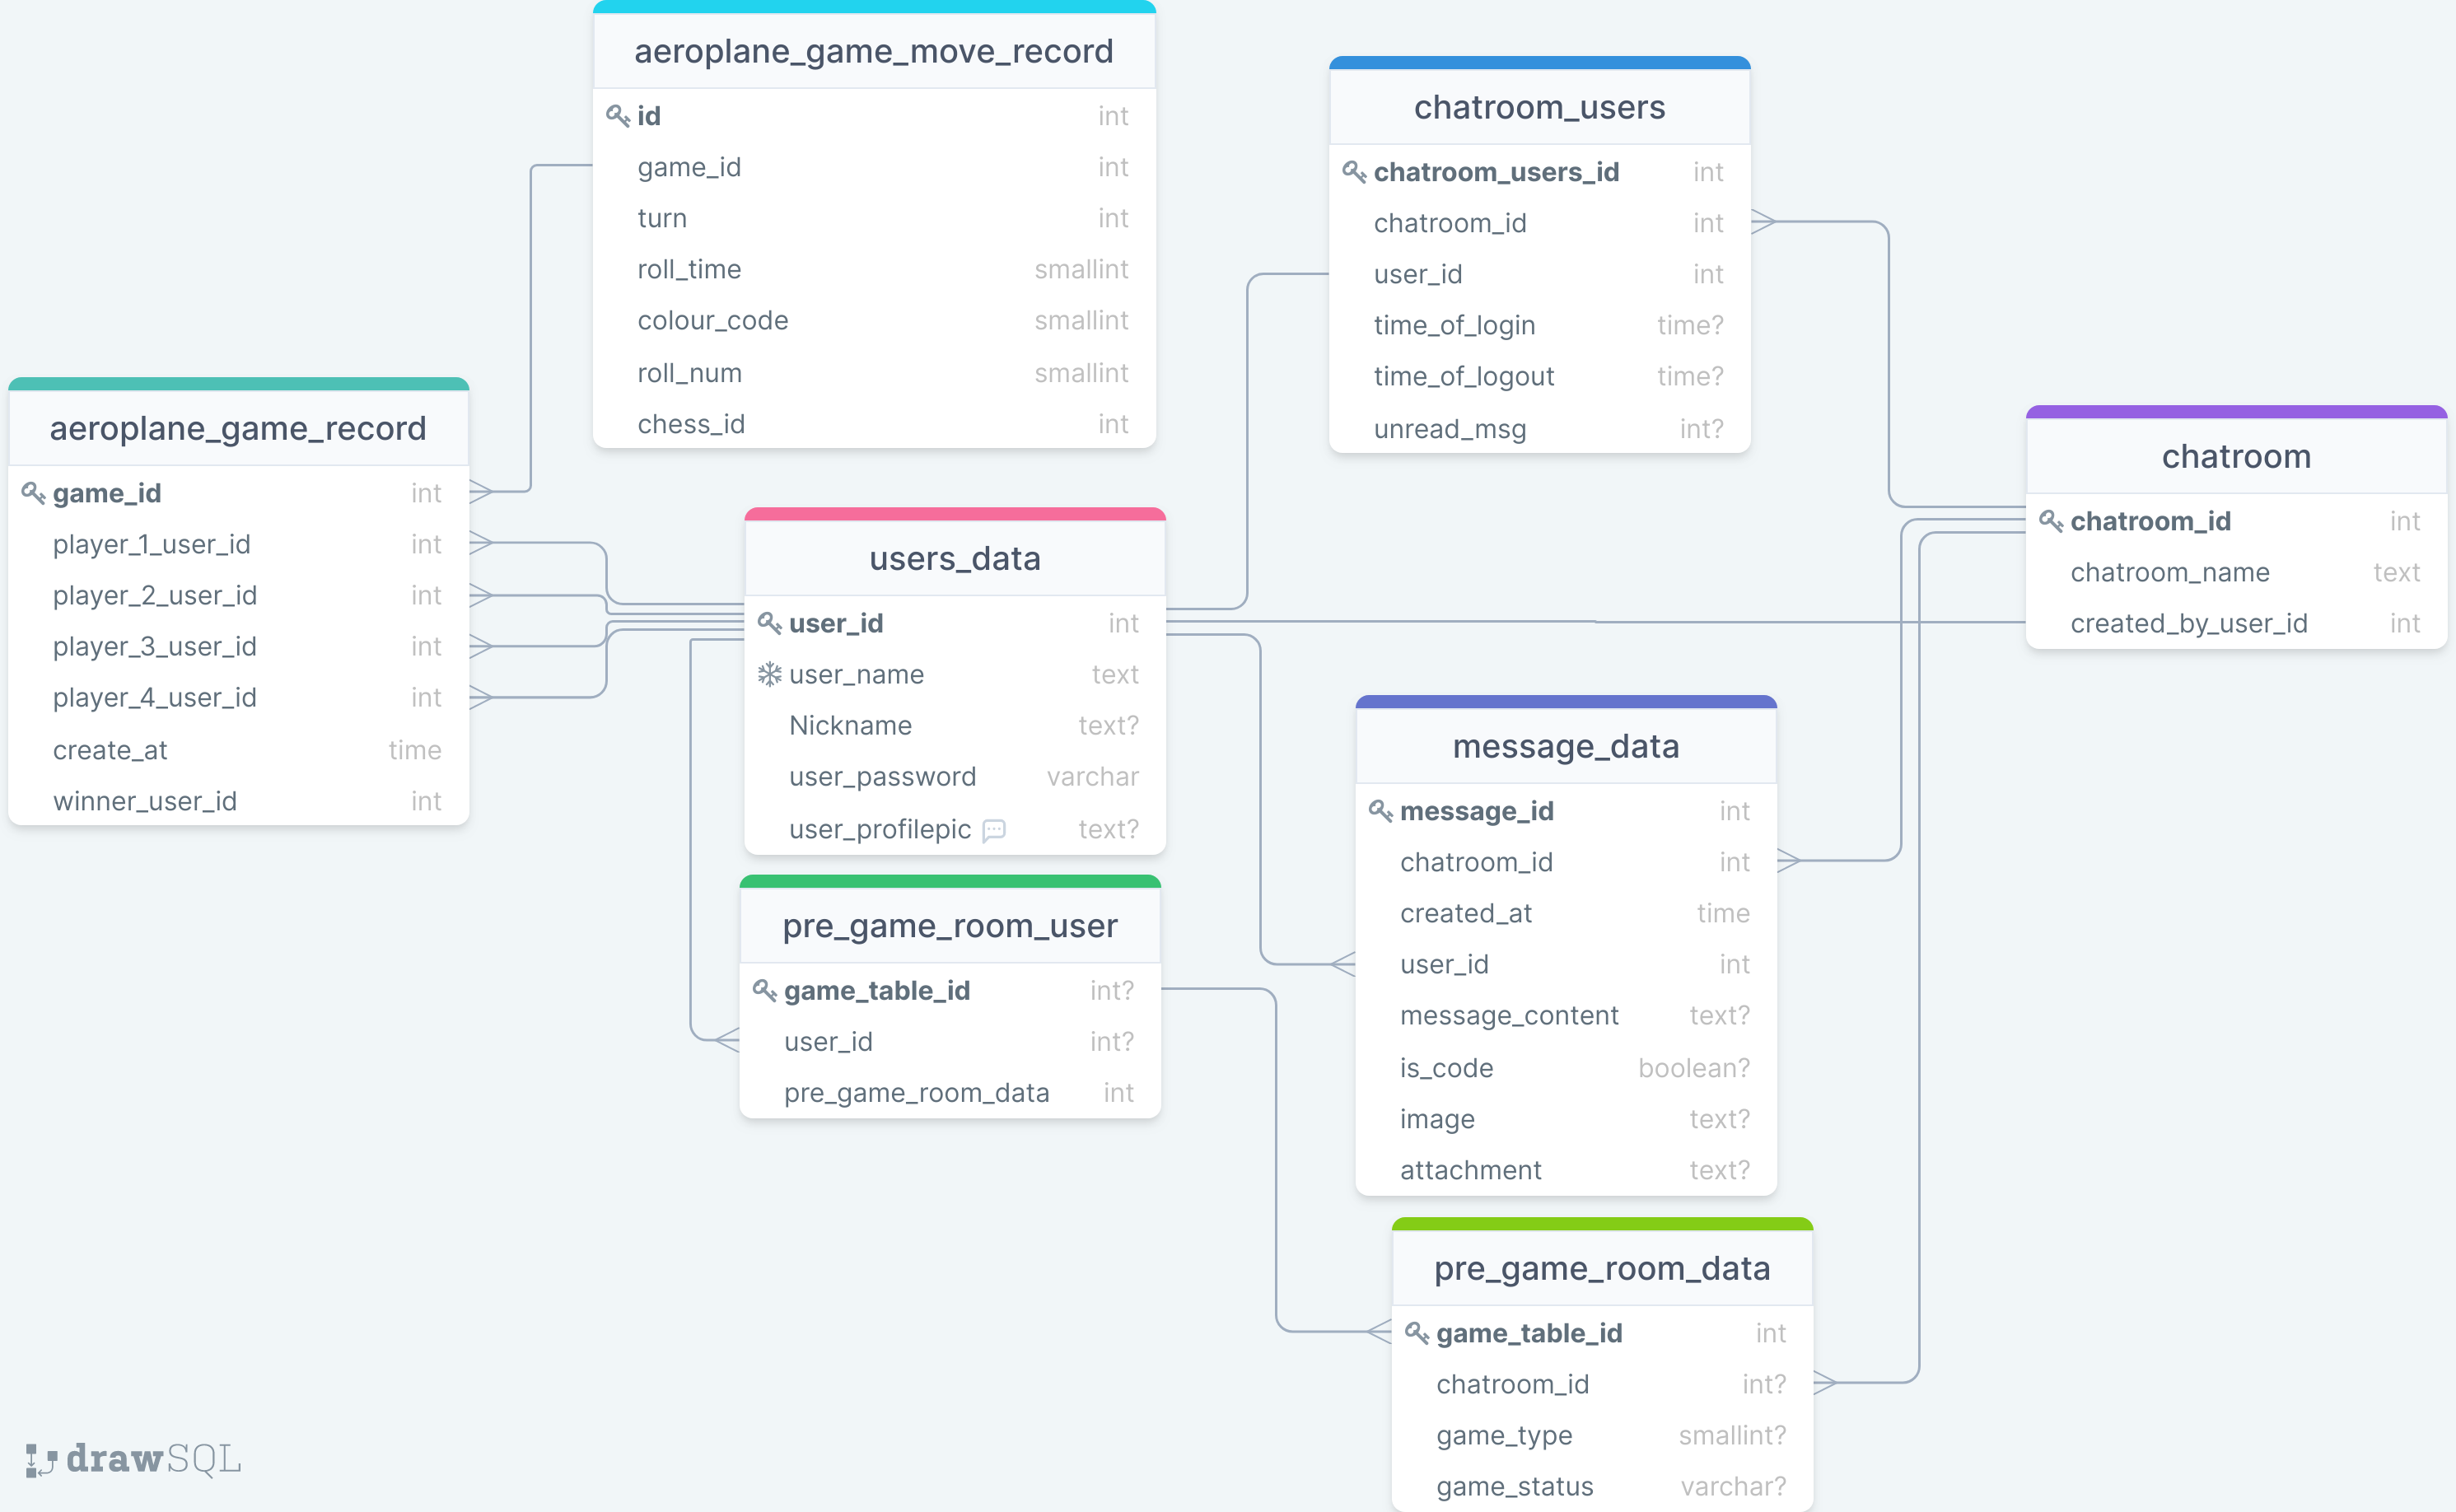 aeroplane_game_move_record
id int
game_id int
turn int
roll_time smallint
colour_code smallint
roll_num smallint
chess_id int
chatroom_users
chatroom_users_id int
chatroom_id int
user_id int
time_of_login time?
time_of_logout time?
unread_msg int?
aeroplane_game_record
game_id int
player_1_user_id int
player_2_user_id int
player_3_user_id int
player_4_user_id int
create_at time
winner_user_id int
users_data
user_id int
user_name text
Nickname text?
user_password varchar
user_profilepic text?
chatroom
chatroom_id int
chatroom_name text
created_by_user_id int
message_data
message_id int
chatroom_id int
created_at time
user_id int
message_content text?
is_code boolean?
image text?
attachment text?
pre_game_room_user
game_table_id int?
user_id int?
pre_game_room_data int
pre_game_room_data
game_table_id int
chatroom_id int?
game_type smallint?
game_status varchar?
drawSQL